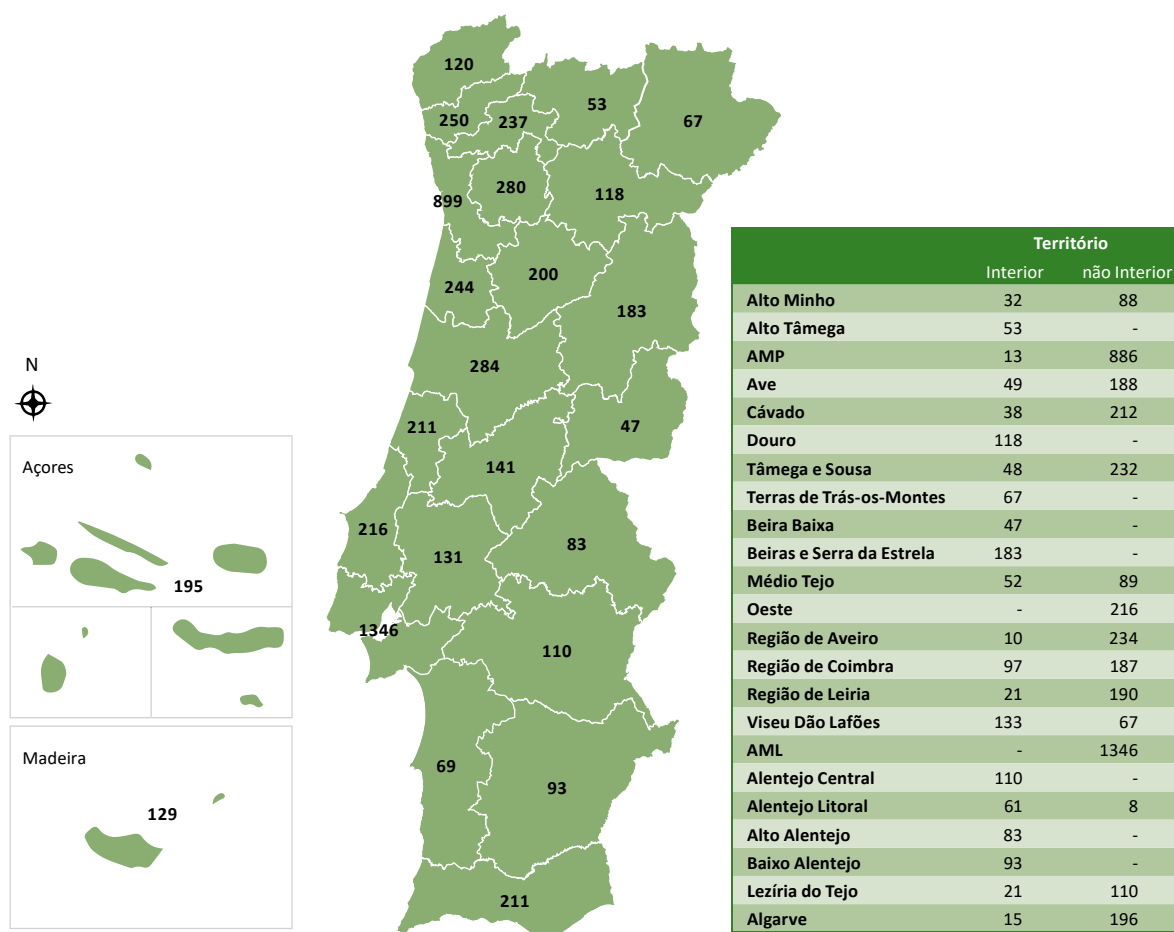 120
53
67
250
237
280
118
899
200
244
183
284
211
47
141
216
131
83
1346
110
69
93
211
N
Açores
195
Madeira
129
Território
Interior não Interior
Alto Minho 32 88
Alto Tâmega 53 -
AMP 13 886
Ave 49 188
Cávado 38 212
Douro 118 -
Tâmega e Sousa 48 232
Terras de Trás-os-Montes 67 -
Beira Baixa 47 -
Beiras e Serra da Estrela 183 -
Médio Tejo 52 89
Oeste - 216
Região de Aveiro 10 234
Região de Coimbra 97 187
Região de Leiria 21 190
Viseu Dão Lafões 133 67
AML - 1346
Alentejo Central 110 -
Alentejo Litoral 61 8
Alto Alentejo 83 -
Baixo Alentejo 93 -
Lezíria do Tejo 21 110
Algarve 15 196